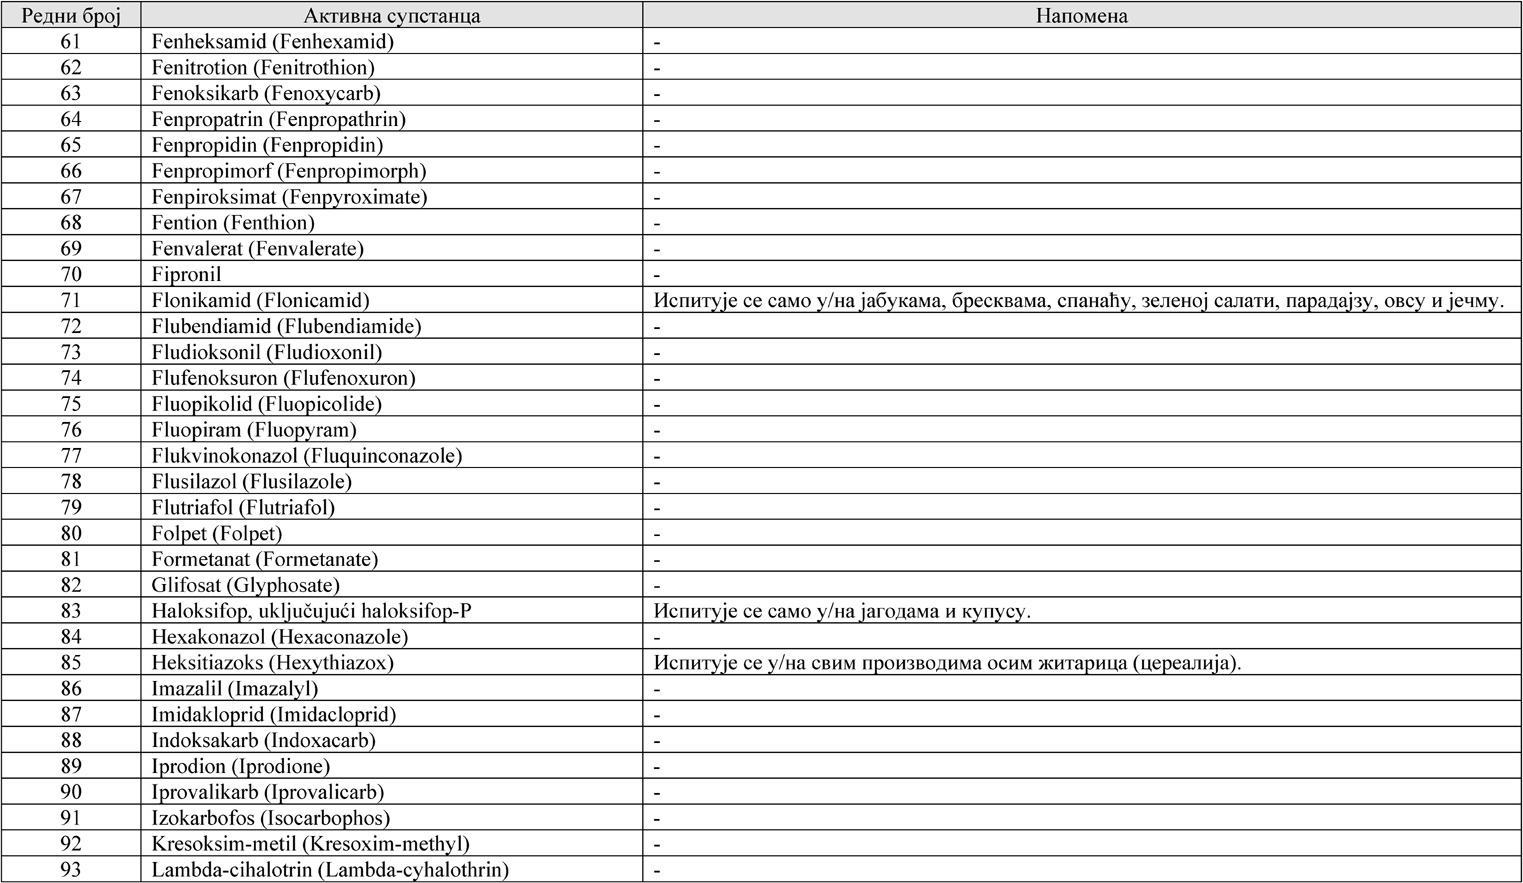 Редни број Активна супстанца Напомена
61 Fenheksamid (Fenhexamid) -
62 Fenitrotion (Fenitrothion) -
63 Fenoksikarb (Fenoxycarb) -
64 Fenpropatrin (Fenpropathrin) -
65 Fenpropidin (Fenpropidin) -
66 Fenpropimorf (Fenpropimorph) -
67 Fenpiroksimat (Fenpyroximate) -
68 Fention (Fenthion) -
69 Fenvalerat (Fenvalerate) -
70 Fipronil -
71 Flonikamid (Flonicamid) Испитује се само у/на јабукама, бресквама, спанаћу, зеленој салати, парадајзу, овсу и јечму.
72 Flubendiamid (Flubendiamide) -
73 Fludioksonil (Fludioxonil) -
74 Flufenoksuron (Flufenoxuron) -
75 Fluopikolid (Fluopicolide) -
76 Fluopiram (Fluopyram) -
77 Flukvinokonazol (Fluquinconazole) -
78 Flusilazol (Flusilazole) -
79 Flutriafol (Flutriafol) -
80 Folpet (Folpet) -
81 Formetanat (Formetanate) -
82 Glifosat (Glyphosate) -
83 Haloksifop, uključujući haloksifop-P Испитује се само у/на јагодама и купусу.
84 Hexakonazol (Hexaconazole) -
85 Heksitiazoks (Hexythiazox) Испитује се у/на свим производима осим житарица (цереалија).
86 Imazalil (Imazalyl) -
87 Imidakloprid (Imidacloprid) -
88 Indoksakarb (Indoxacarb) -
89 Iprodion (Iprodione) -
90 Iprovalikarb (Iprovalicarb) -
91 Izokarbofos (Isocarbophos) -
92 Kresoksim-metil (Kresoxim-methyl) -
93 Lambda-cihalotrin (Lambda-cyhalothrin) -